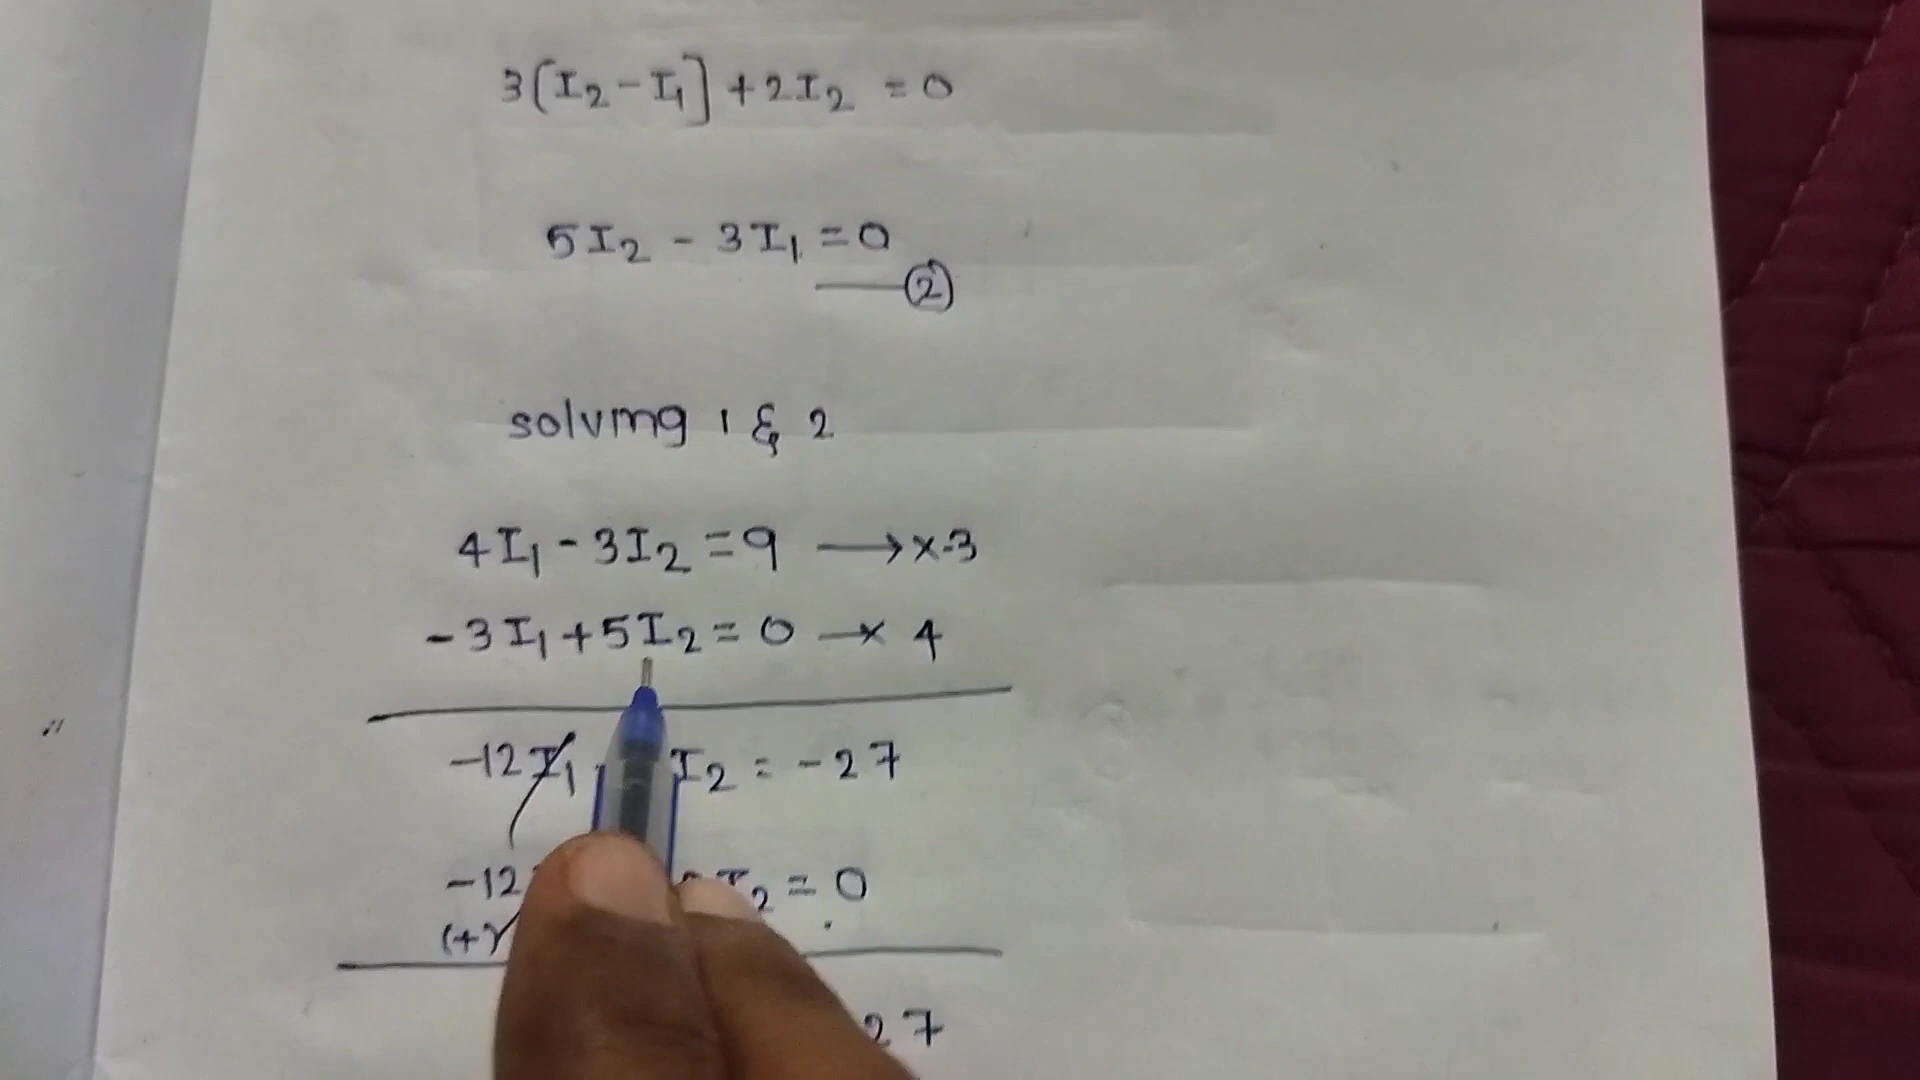 3(I₂-I₁]+2I₂ = 0
5I₂ - 3I₁ = 0
②
solving 1 & 2
4I₁ - 3I₂ = 9 → x-3
-3I₁ + 5I₂ = 0 → x 4
-12I₁ I₂ = -27
-12 I₂ = 0
(+)
27